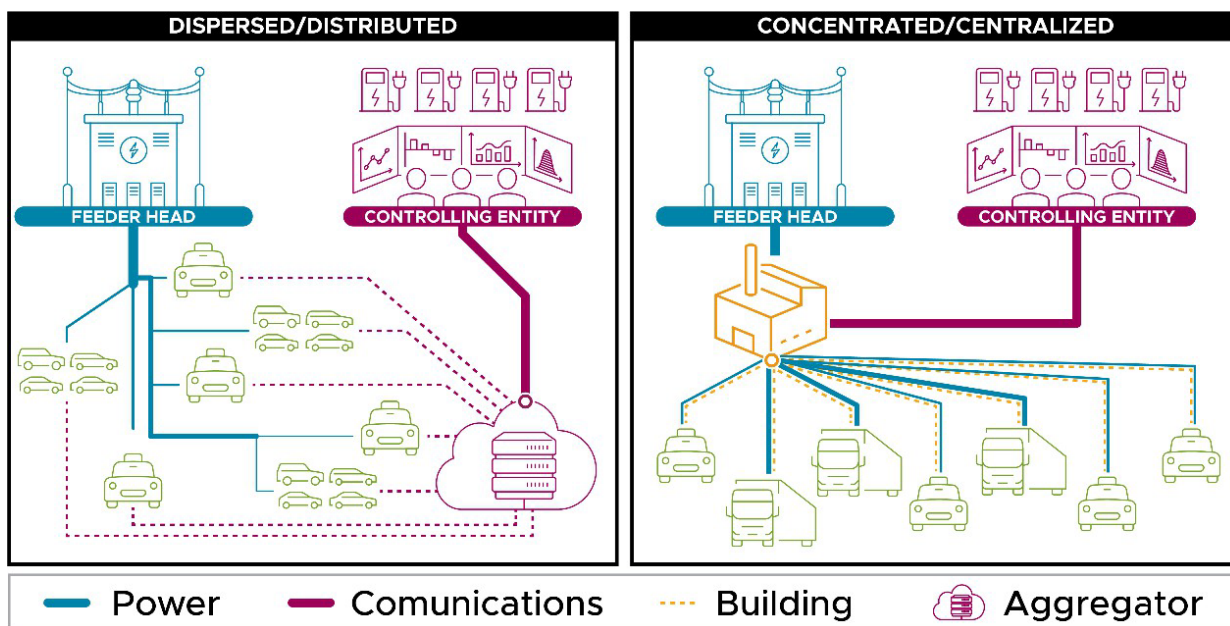 DISPERSED/DISTRIBUTED
CONCENTRATED/CENTRALIZED
FEEDER HEAD
CONTROLLING ENTITY
FEEDER HEAD
CONTROLLING ENTITY
Power
Comunications
Building
Aggregator